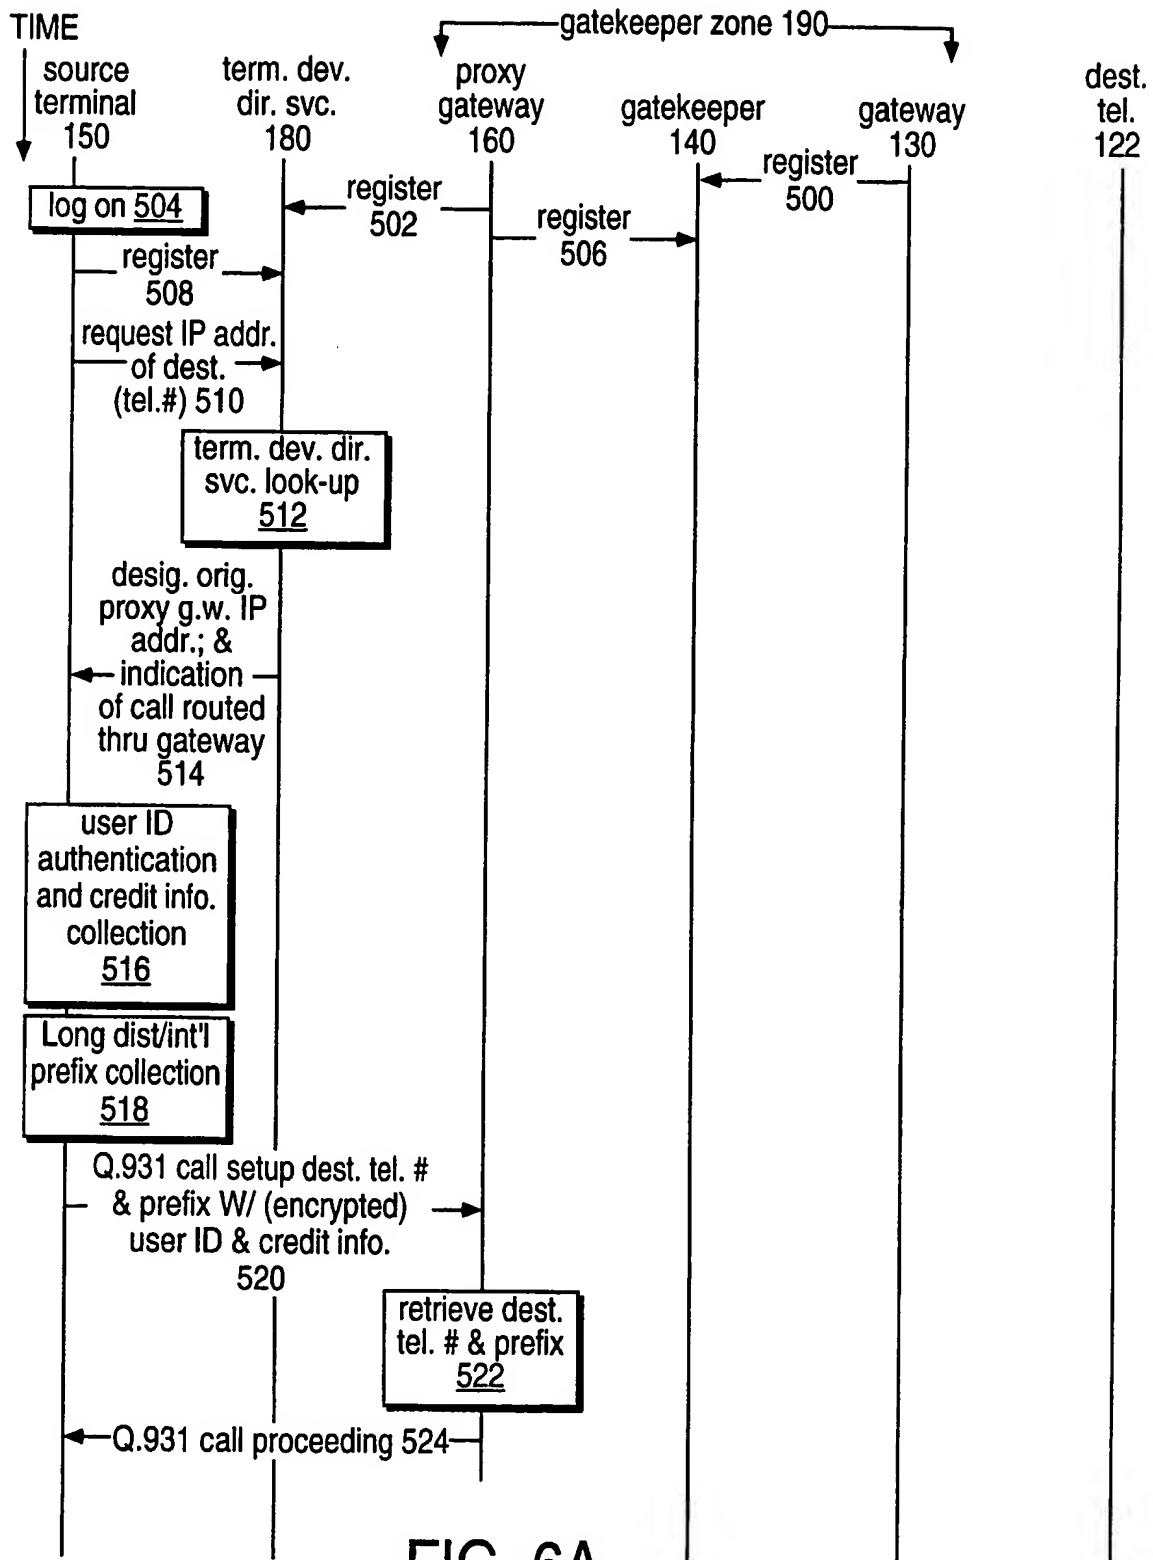 TIME
gatekeeper zone 190
source
terminal
150
term. dev.
dir. svc.
180
proxy
gateway
160
gatekeeper
140
gateway
130
dest.
tel.
122
register
500
log on 504
register
502
register
506
register
508
request IP addr.
of dest.
(tel.#) 510
term. dev. dir.
svc. look-up
512
desig. orig.
proxy g.w. IP
addr.; &
indication
of call routed
thru gateway
514
user ID
authentication
and credit info.
collection
516
Long dist/int'l
prefix collection
518
Q.931 call setup dest. tel. #
& prefix W/ (encrypted)
user ID & credit info.
520
retrieve dest.
tel. # & prefix
522
Q.931 call proceeding 524
FIG. 6A